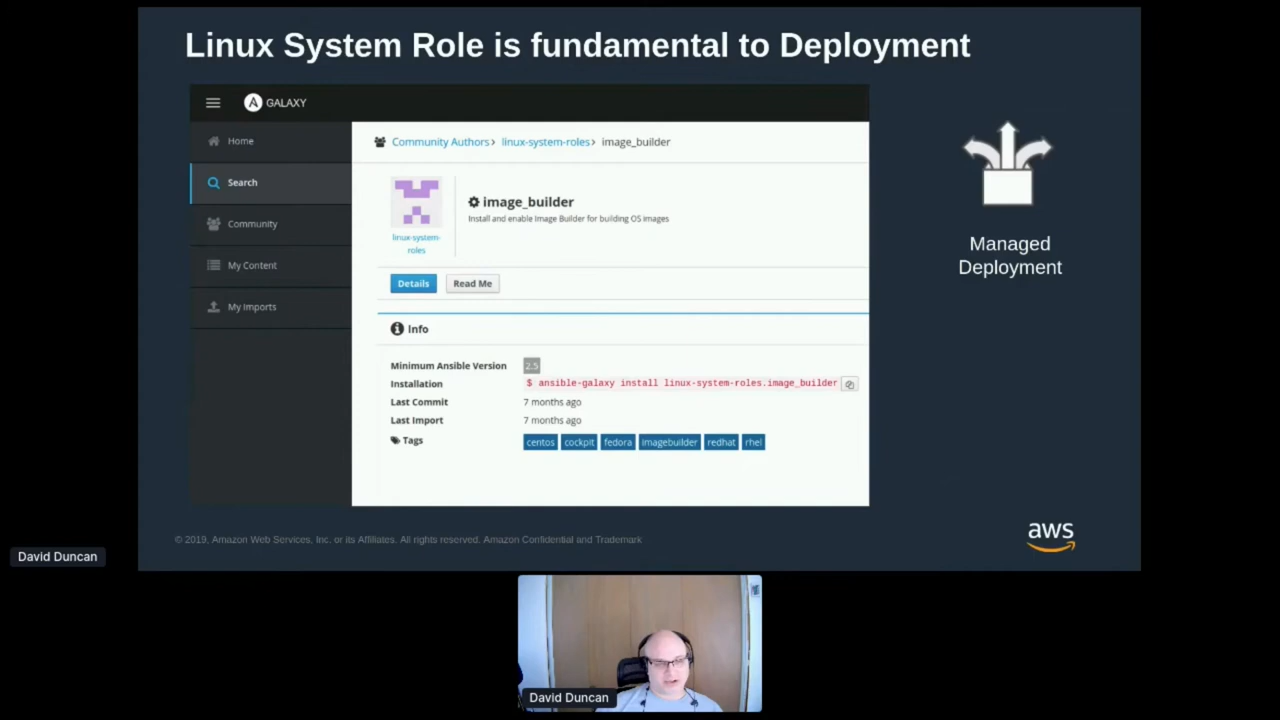 Linux System Role is fundamental to Deployment
GALAXY
Home
Search
Community
My Content
My Imports
Community Authors› linux-system-roles› image_builder
linux-system-
roles
image_builder
Install and enable Image Builder for building OS images
Details
Read Me
Info
Minimum Ansible Version 2.5
Installation $ ansible-galaxy install linux-system-roles.image_builder
Last Commit 7 months ago
Last Import 7 months ago
Tags centos cockpit fedora imagebuilder redhat rhel
Managed
Deployment
© 2019, Amazon Web Services, Inc. or its Affiliates. All rights reserved. Amazon Confidential and Trademark
aws
David Duncan
David Duncan